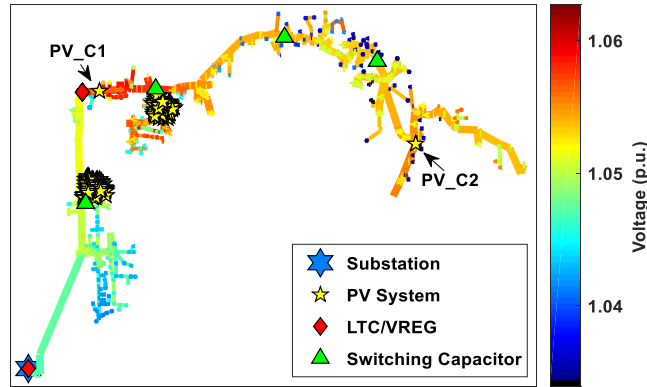 PV_C1
PV_C2
Substation
PV System
LTC/VREG
Switching Capacitor
1.06
1.05
1.04
Voltage (p.u.)